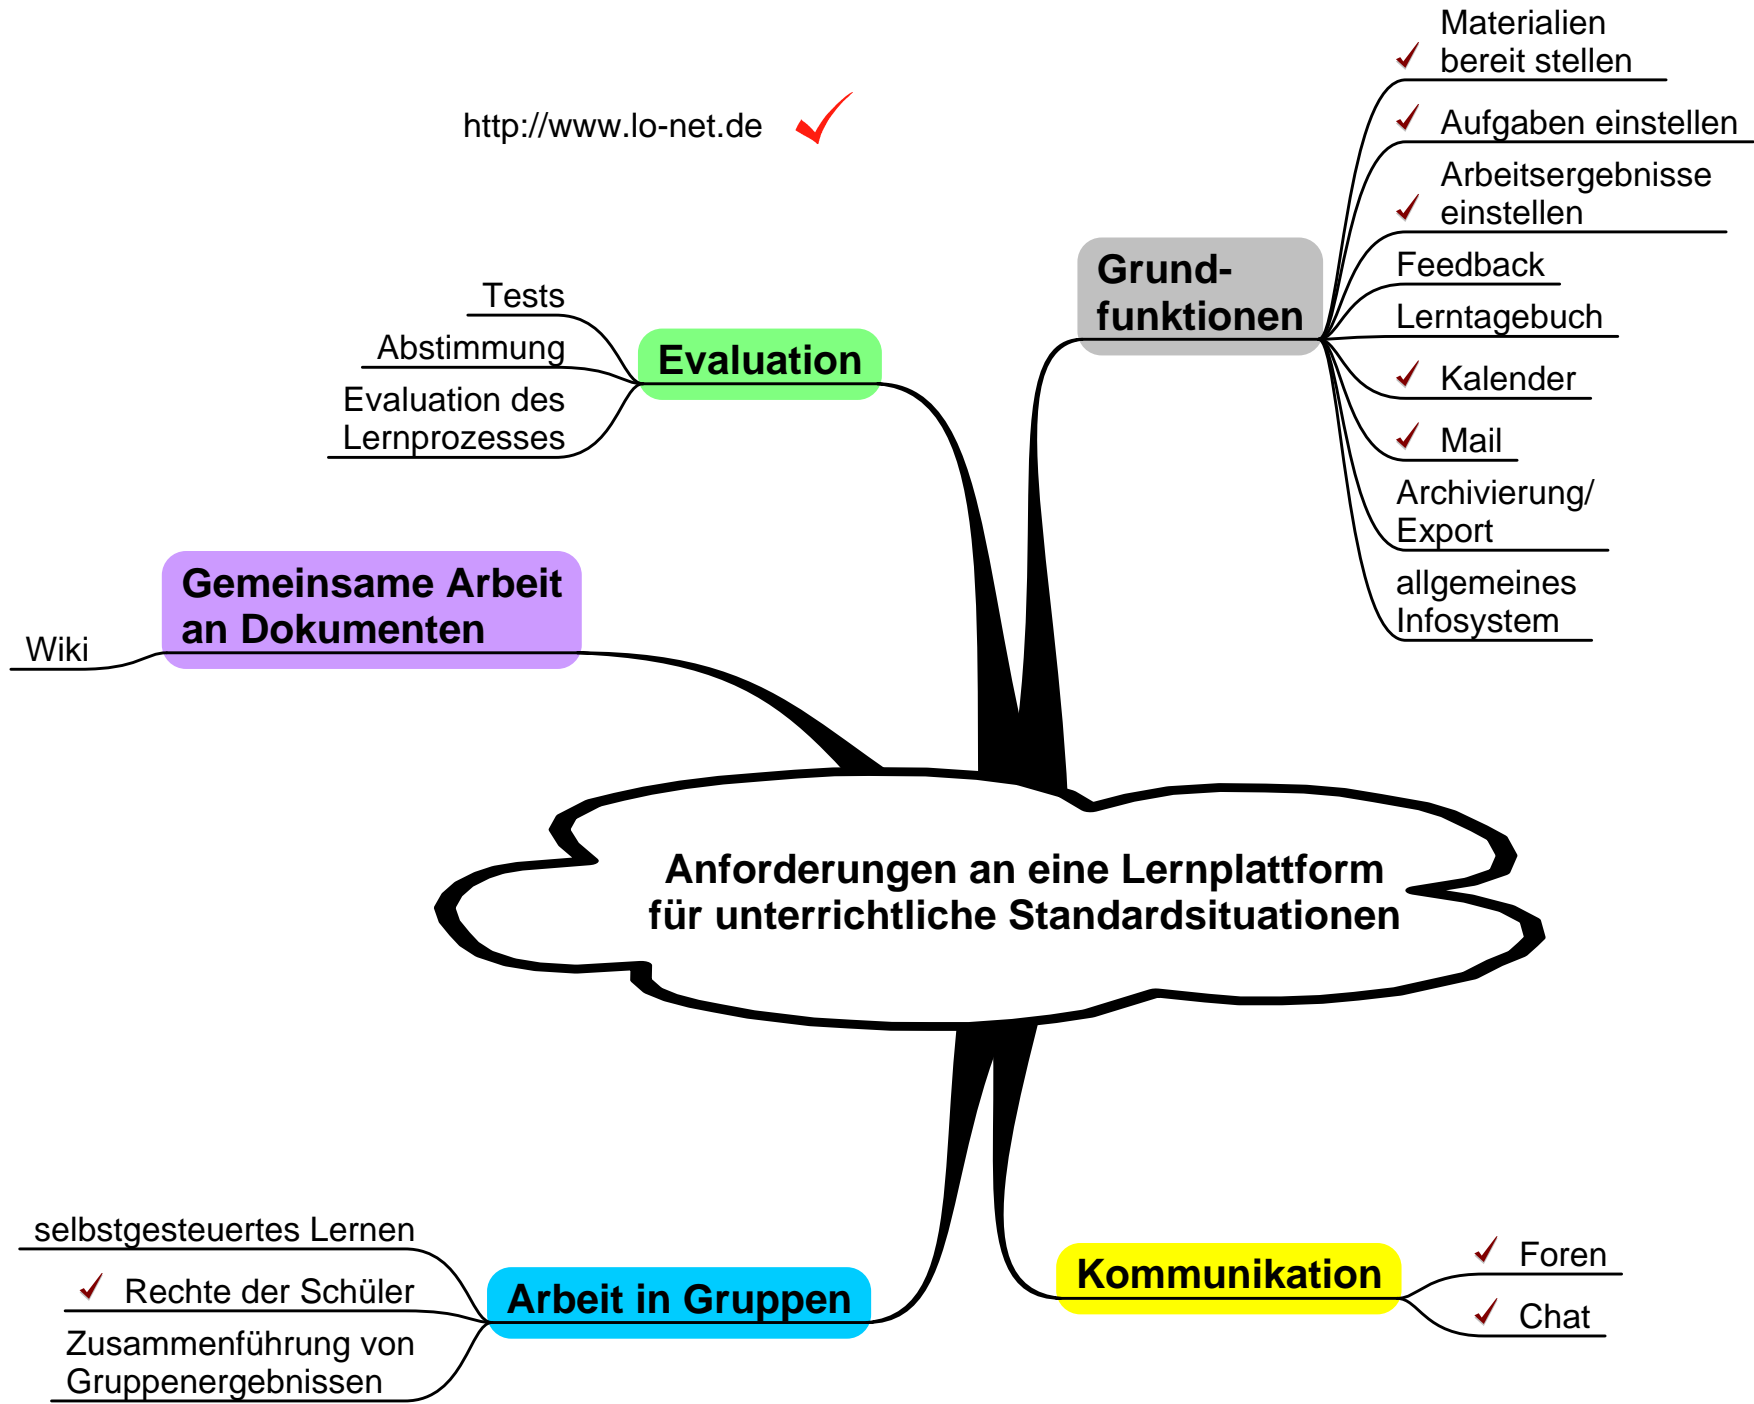 http://www.lo-net.de
Grund-
funktionen
Materialien
bereit stellen
Aufgaben einstellen
Arbeitsergebnisse
einstellen
Feedback
Lerntagebuch
Kalender
Mail
Archivierung/
Export
allgemeines
Infosystem
Evaluation
Tests
Abstimmung
Evaluation des
Lernprozesses
Gemeinsame Arbeit
an Dokumenten
Wiki
Anforderungen an eine Lernplattform
für unterrichtliche Standardsituationen
Arbeit in Gruppen
selbstgesteuertes Lernen
Rechte der Schüler
Zusammenführung von
Gruppenergebnissen
Kommunikation
Foren
Chat